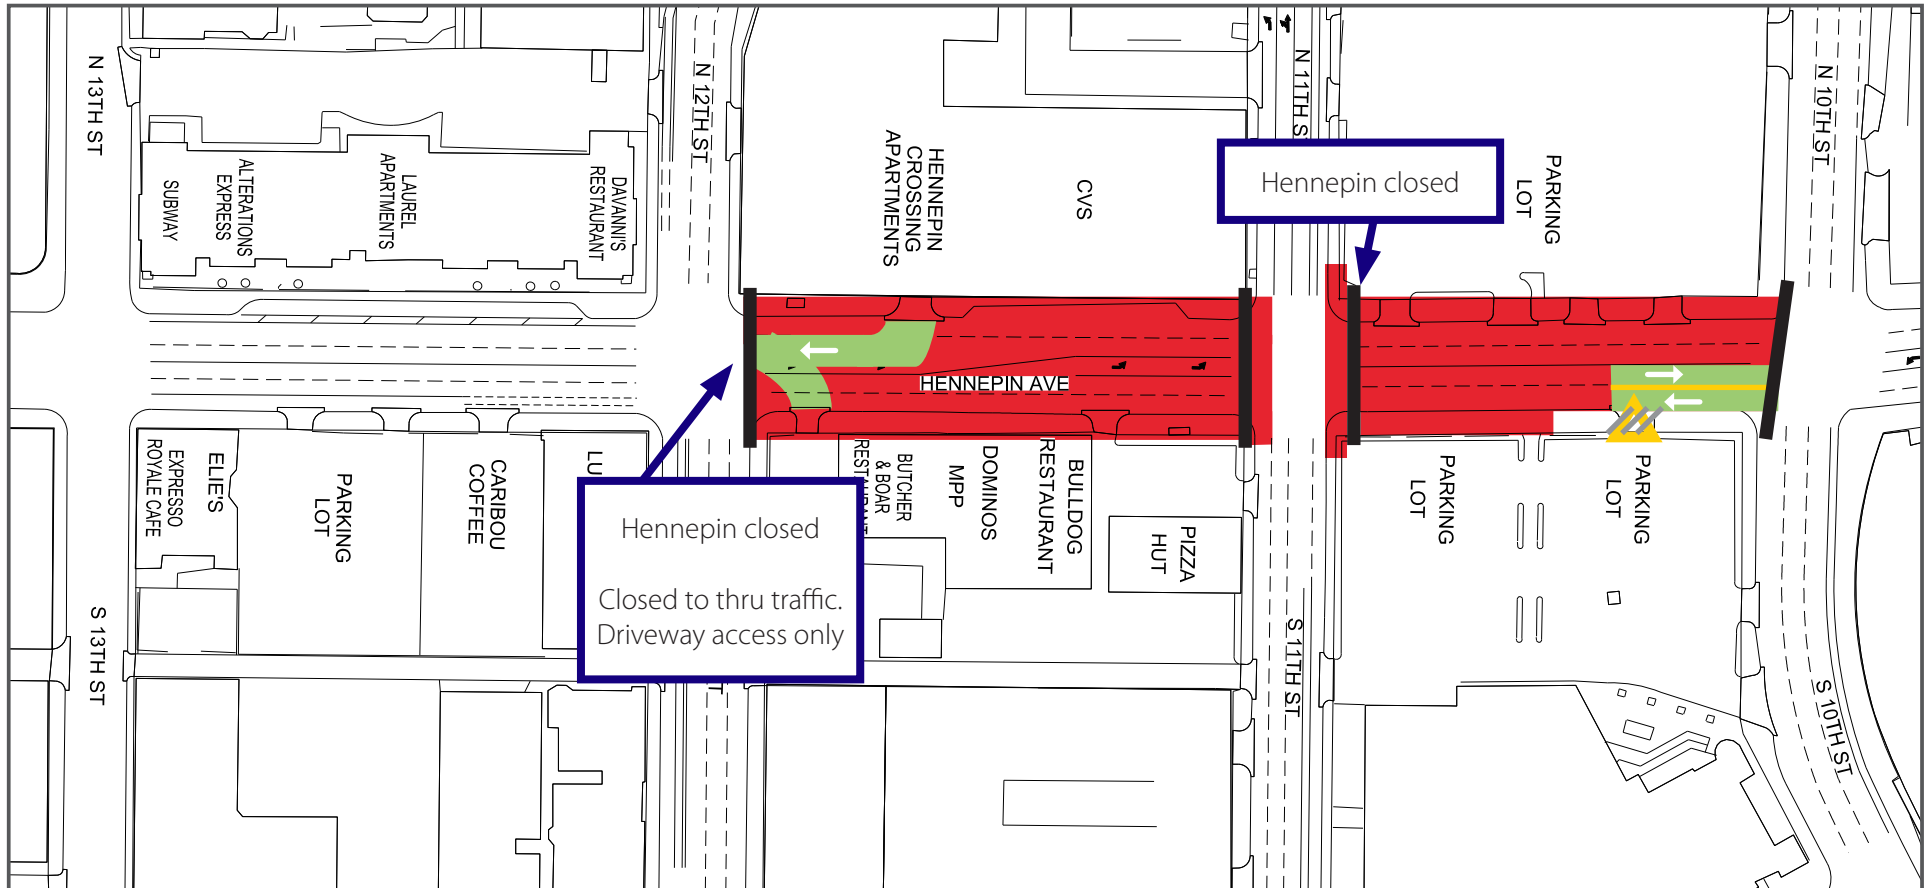 N 13TH ST
N 12TH ST
N 11TH S
N 10TH ST
SUBWAY
ALTERATIONS
EXPRESS
LAUREL
APARTMENTS
DAVANNI'S
RESTAURANT
HENNEPIN
CROSSING
APARTMENTS
CVS
Hennepin closed
PARKING
LOT
HENNEPIN AVE
ELIE'S
EXPRESSO
ROYALE CAFE
PARKING
LOT
CARIBOU
COFFEE
LU
Hennepin closed
Closed to thru traffic.
Driveway access only
BUTCHER
& BOAR
RESTAURANT
MPP
DOMINOS
BULLDOG
RESTAURANT
PIZZA
HUT
PARKING
LOT
PARKING
LOT
S 13TH ST
T
S 11TH ST
S 10TH ST